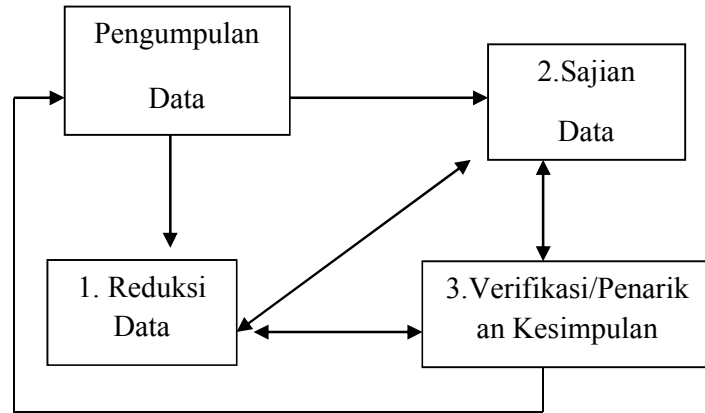 Pengumpulan
Data
2.Sajian
Data
1. Reduksi
Data
3.Verifikasi/Penarik
an Kesimpulan